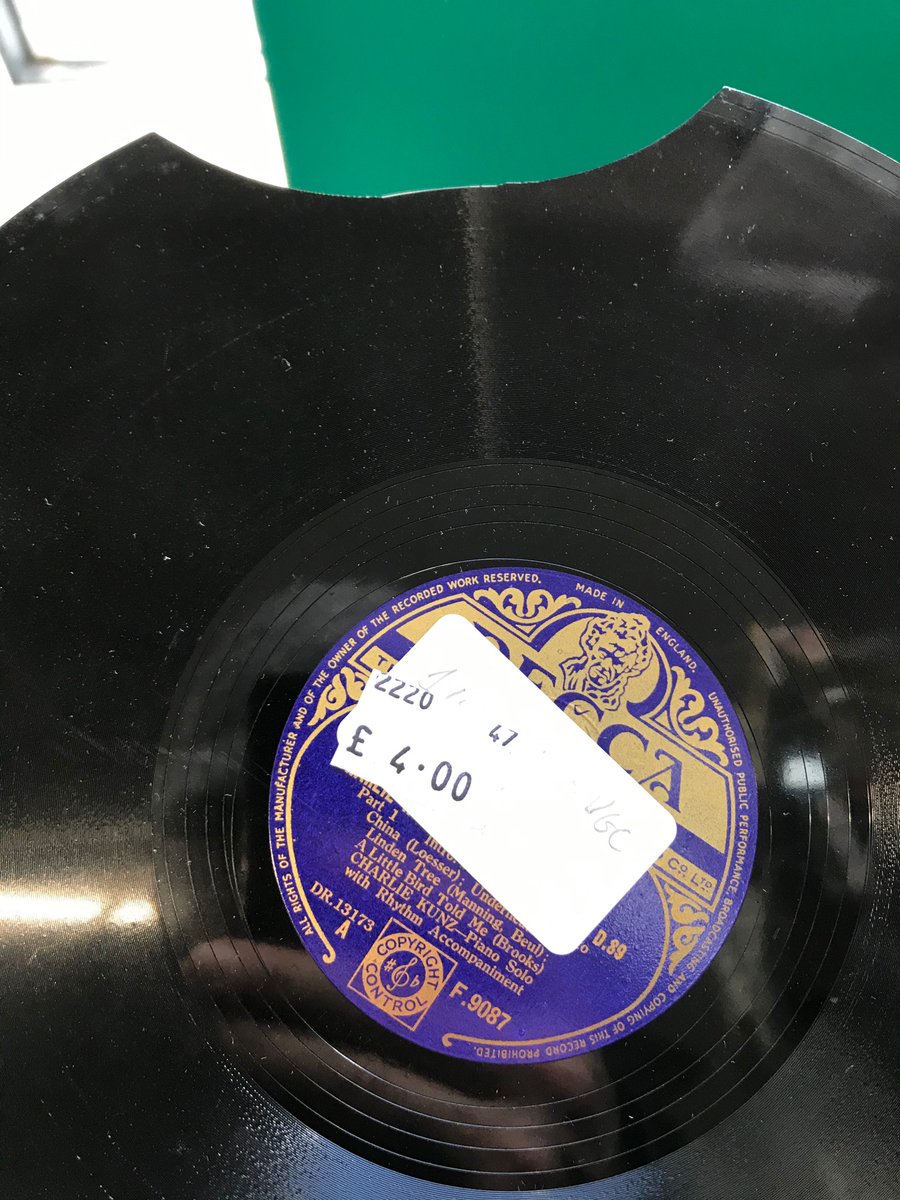 ALL RIGHTS OF THE MANUFACTURER AND OF THE OWNER OF THE RECORDED WORK RESERVED.
MADE IN ENGLAND.
UNAUTHORISED PUBLIC PERFORMANCE, BROADCASTING AND COPYING OF THIS RECORD PROHIBITED.
CA
CO LTD
2220
47
£ 4.00
VGC
D.89
Part 1
China (Loesser)
Linden Tree (Manning, Beul)
A Little Bird Told Me (Brooks)
CHARLIE KUNZ—Piano Solo
with Rhythm Accompaniment
DR.13173
A
COPYRIGHT
CONTROL
F.9087